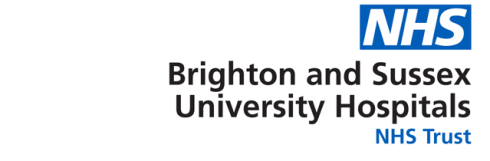 NHS
Brighton and Sussex
University Hospitals
NHS Trust